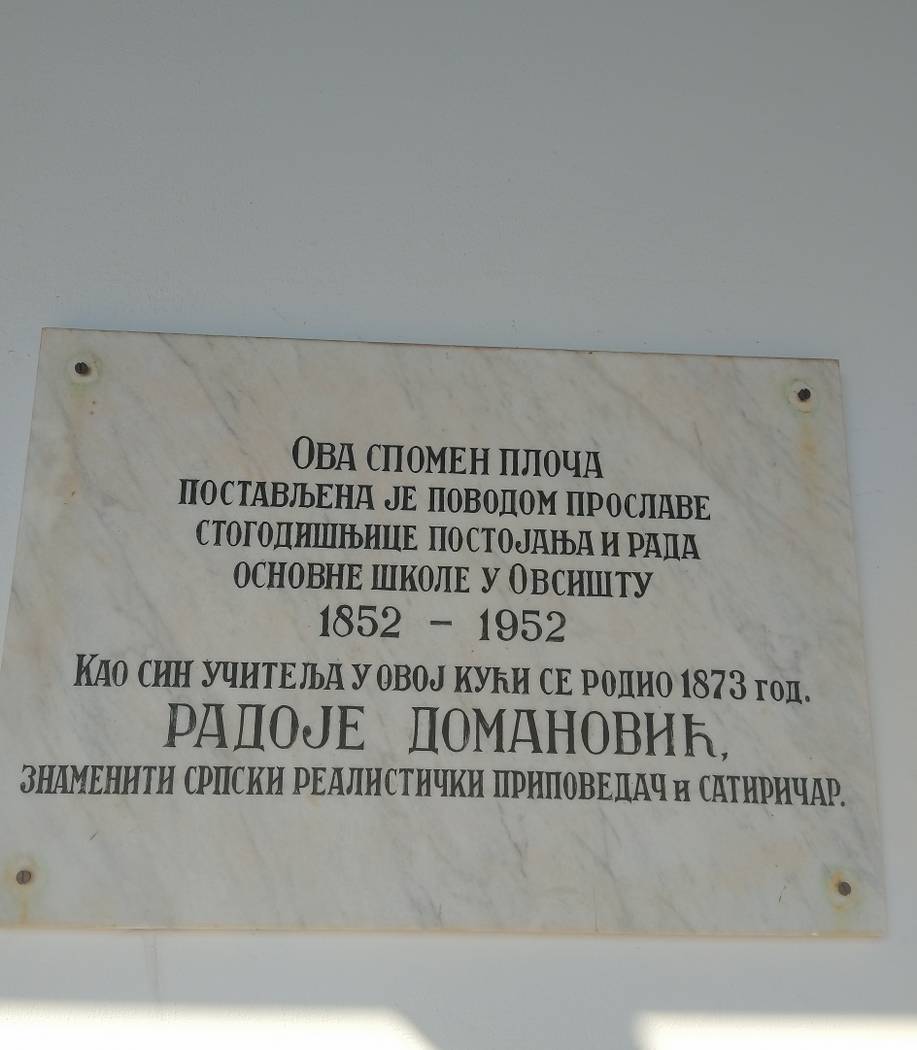 Ова спомен плоча
постављена је поводом прославе
стогодишњице постојања и рада
основне школе у Овсишту
1852 – 1952
Као син учитеља у овој кући се родио 1873 год.
РАДОЈЕ ДОМАНОВИЋ,
знаменити српски реалистички приповедач и сатиричар.